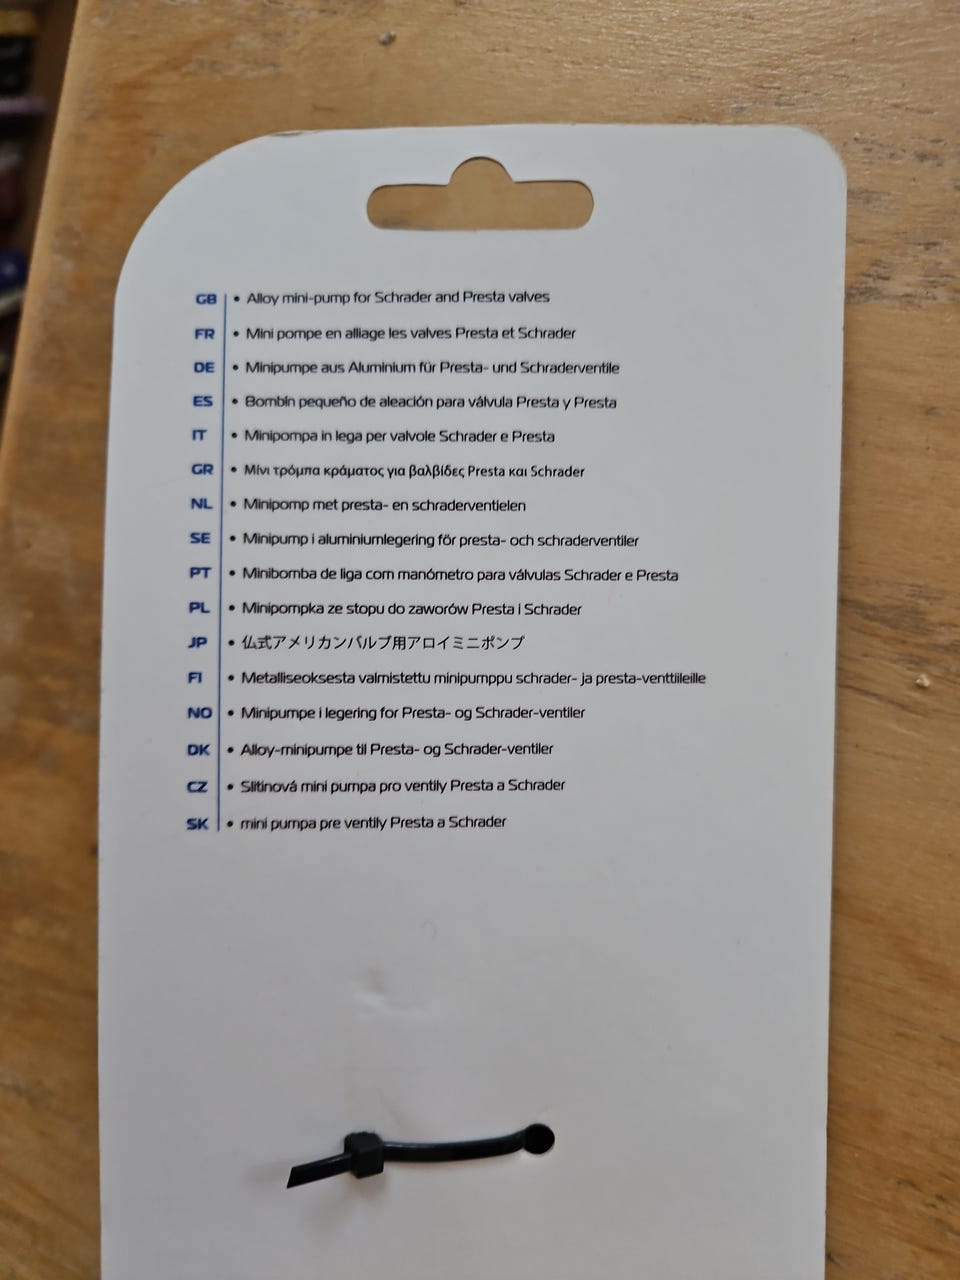 GB • Alloy mini-pump for Schrader and Presta valves
FR • Mini pompe en alliage les valves Presta et Schrader
DE • Minipumpe aus Aluminium für Presta- und Schraderventile
ES • Bombín pequeño de aleación para válvula Presta y Presta
IT • Minipompa in lega per valvole Schrader e Presta
GR • Μίνι τρόμπα κράματος για βαλβίδες Presta και Schrader
NL • Minipomp met presta- en schraderventielen
SE • Minipump i aluminiumlegering för presta- och schraderventiler
PT • Minibomba de liga com manómetro para válvulas Schrader e Presta
PL • Minipompka ze stopu do zaworów Presta i Schrader
JP • 仏式アメリカンバルブ用アロイミニポンプ
FI • Metalliseoksesta valmistettu minipumppu schrader- ja presta-venttiileille
NO • Minipumpe i legering for Presta- og Schrader-ventiler
DK • Alloy-minipumpe til Presta- og Schrader-ventiler
CZ • Slitinová mini pumpa pro ventily Presta a Schrader
SK • mini pumpa pre ventily Presta a Schrader